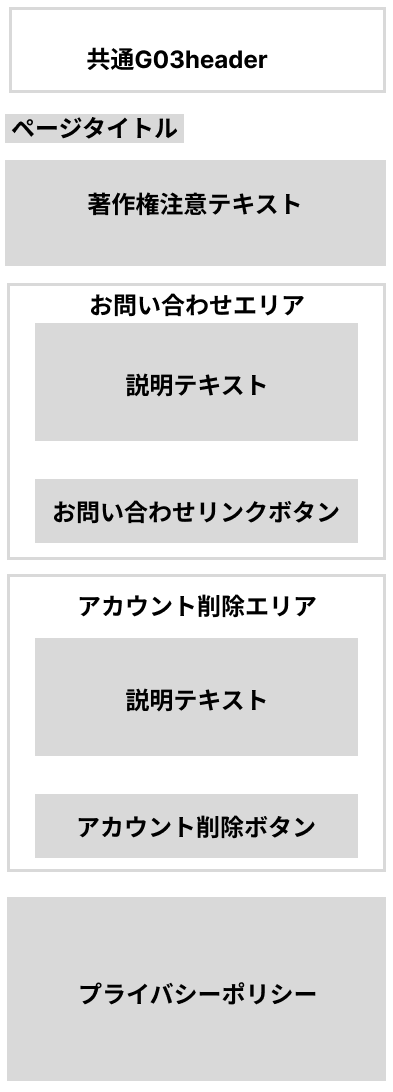 共通G03header
ページタイトル
著作権注意テキスト
お問い合わせエリア
説明テキスト
お問い合わせリンクボタン
アカウント削除エリア
説明テキスト
アカウント削除ボタン
プライバシーポリシー